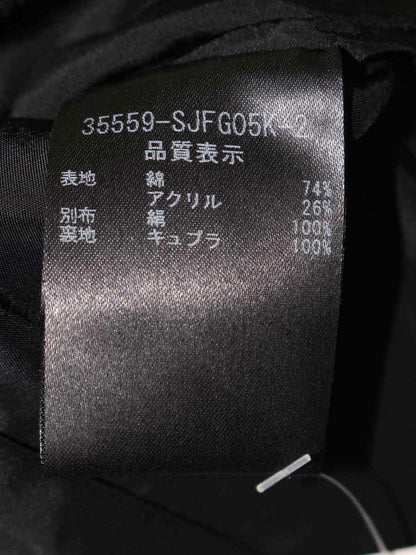 35559-SJFG05K-2
品質表示
表地 綿 74%
アクリル 26%
別布 絹 100%
裏地 キュプラ 100%